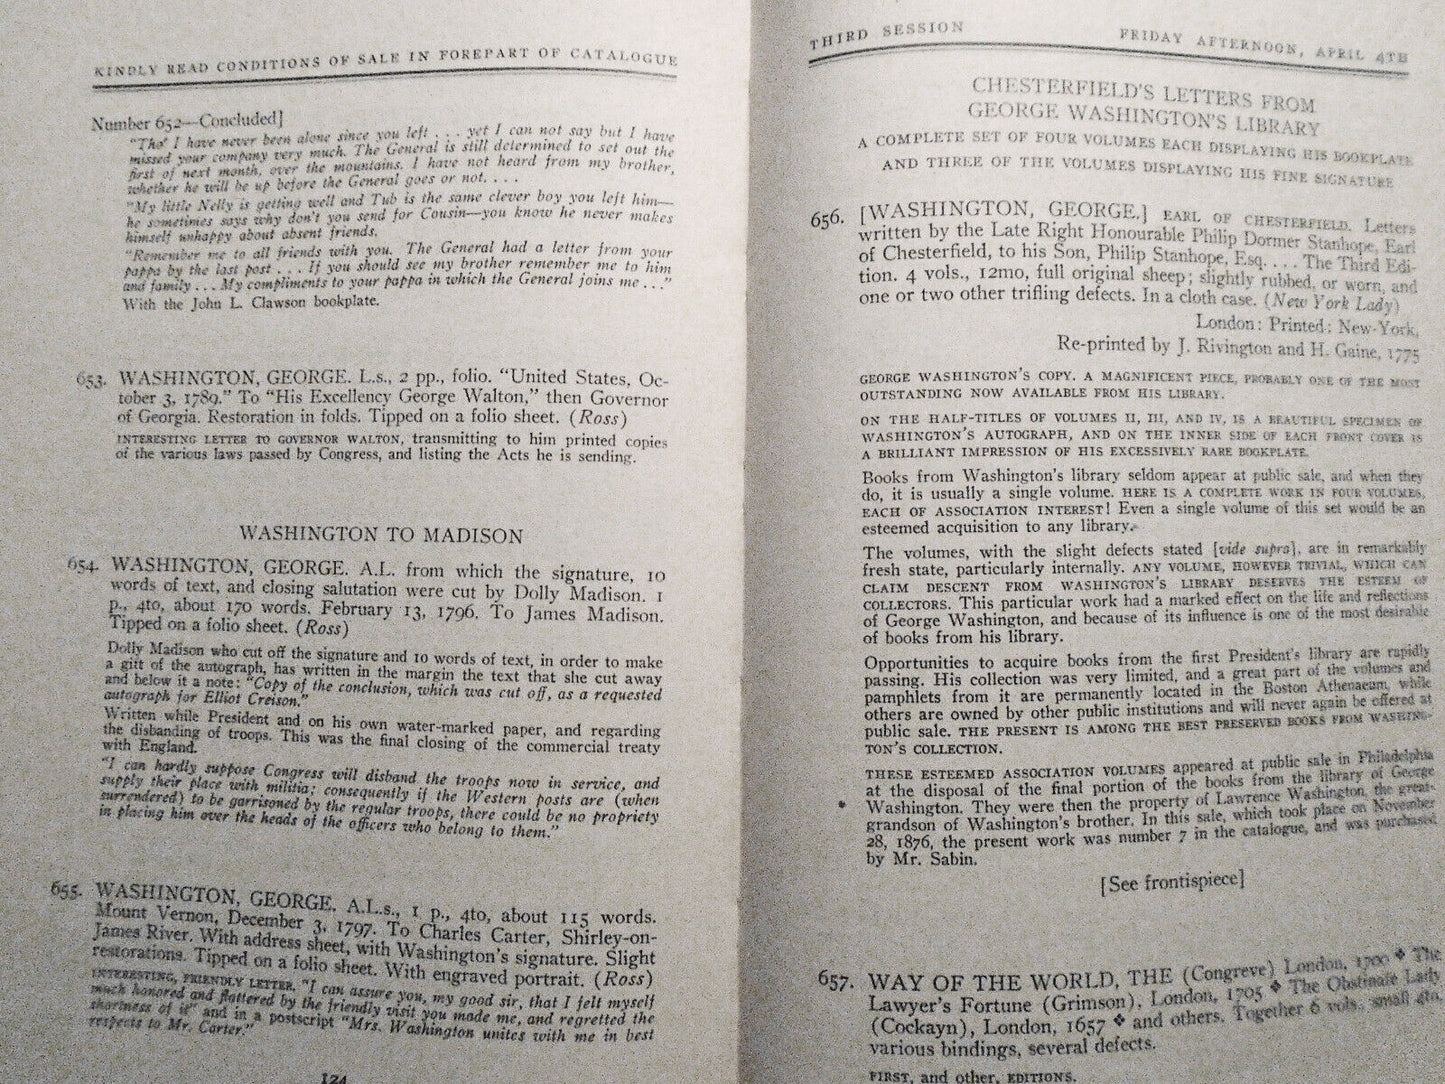 KINDLY READ CONDITIONS OF SALE IN FOREPART OF CATALOGUE
Number 652—Concluded]
"Tho' I have never been alone since you left . . . yet I can not say but I have
missed your company very much. The General is still determined to set out the
first of next month, over the mountains. I have not heard from my brother,
whether he will be up before the General goes or not. . . .
"My little Nelly is getting well and Tub is the same clever boy you left him—
he sometimes says why don't you send for Cousin—you know he never makes
himself unhappy about absent friends.
"Remember me to all friends with you. The General had a letter from your
pappa by the last post . . . If you should see my brother remember me to him
and family . . . My compliments to your pappa in which the General joins me . . ."
With the John L. Clawson bookplate.
653. WASHINGTON, GEORGE. L.s., 2 pp., folio. "United States, Oc-
tober 3, 1789." To "His Excellency George Walton," then Governor
of Georgia. Restoration in folds. Tipped on a folio sheet. (Ross)
INTERESTING LETTER TO GOVERNOR WALTON, transmitting to him printed copies
of the various laws passed by Congress, and listing the Acts he is sending.
WASHINGTON TO MADISON
654. WASHINGTON, GEORGE. A.L. from which the signature, 10
words of text, and closing salutation were cut by Dolly Madison. 1
p., 4to, about 170 words. February 13, 1796. To James Madison.
Tipped on a folio sheet. (Ross)
Dolly Madison who cut off the signature and 10 words of text, in order to make
a gift of the autograph, has written in the margin the text that she cut away
and below it a note: "Copy of the conclusion, which was cut off, as a requested
autograph for Elliot Creison."
Written while President and on his own water-marked paper, and regarding
the disbanding of troops. This was the final closing of the commercial treaty
with England.
"I can hardly suppose Congress will disband the troops now in service, and
supply their place with militia; consequently if the Western posts are (when
surrendered) to be garrisoned by the regular troops, there could be no propriety
in placing him over the heads of the officers who belong to them."
655. WASHINGTON, GEORGE. A.L.s., 1 p., 4to, about 115 words.
Mount Vernon, December 3, 1797. To Charles Carter, Shirley-on-
James River. With address sheet, with Washington's signature. Slight
restorations. Tipped on a folio sheet. With engraved portrait. (Ross)
INTERESTING, FRIENDLY LETTER. "I can assure you, my good sir, that I felt myself
much honored and flattered by the friendly visit you made me, and regretted the
shortness of it" and in a postscript "Mrs. Washington unites with me in best
respects to Mr. Carter."
124
THIRD SESSION FRIDAY AFTERNOON, APRIL 4TH
CHESTERFIELD'S LETTERS FROM
GEORGE WASHINGTON'S LIBRARY
A COMPLETE SET OF FOUR VOLUMES EACH DISPLAYING HIS BOOKPLATE
AND THREE OF THE VOLUMES DISPLAYING HIS FINE SIGNATURE
656. [WASHINGTON, GEORGE.] EARL OF CHESTERFIELD. Letters
written by the Late Right Honourable Philip Dormer Stanhope, Earl
of Chesterfield, to his Son, Philip Stanhope, Esq. . . . The Third Edi-
tion. 4 vols., 12mo, full original sheep; slightly rubbed, or worn, and
one or two other trifling defects. In a cloth case. (New York Lady)
London: Printed: New-York,
Re-printed by J. Rivington and H. Gaine, 1775
GEORGE WASHINGTON'S COPY. A MAGNIFICENT PIECE, PROBABLY ONE OF THE MOST
OUTSTANDING NOW AVAILABLE FROM HIS LIBRARY.
ON THE HALF-TITLES OF VOLUMES II, III, AND IV, IS A BEAUTIFUL SPECIMEN OF
WASHINGTON'S AUTOGRAPH, AND ON THE INNER SIDE OF EACH FRONT COVER IS
A BRILLIANT IMPRESSION OF HIS EXCESSIVELY RARE BOOKPLATE.
Books from Washington's library seldom appear at public sale, and when they
do, it is usually a single volume. HERE IS A COMPLETE WORK IN FOUR VOLUMES,
EACH OF ASSOCIATION INTEREST! Even a single volume of this set would be an
esteemed acquisition to any library.
The volumes, with the slight defects stated [vide supra], are in remarkably
fresh state, particularly internally. ANY VOLUME, HOWEVER TRIVIAL, WHICH CAN
CLAIM DESCENT FROM WASHINGTON'S LIBRARY DESERVES THE ESTEEM OF
COLLECTORS. This particular work had a marked effect on the life and reflections
of George Washington, and because of its influence is one of the most desirable
of books from his library.
Opportunities to acquire books from the first President's library are rapidly
passing. His collection was very limited, and a great part of the volumes and
pamphlets from it are permanently located in the Boston Athenaeum, while
others are owned by other public institutions and will never again be offered at
public sale. THE PRESENT IS AMONG THE BEST PRESERVED BOOKS FROM WASHING-
TON'S COLLECTION.
THESE ESTEEMED ASSOCIATION VOLUMES appeared at public sale in Philadelphia
at the disposal of the final portion of the books from the library of George
Washington. They were then the property of Lawrence Washington, the great-
grandson of Washington's brother. In this sale, which took place on November
28, 1876, the present work was number 7 in the catalogue, and was purchased
by Mr. Sabin.
[See frontispiece]
657. WAY OF THE WORLD, THE (Congreve) London, 1700 ❖ The
Lawyer's Fortune (Grimson), London, 1705 ❖ The Obstinate Lady
(Cockayn), London, 1657 ❖ and others. Together 6 vols. small 4to,
various bindings, several defects.
FIRST, and other, EDITIONS.